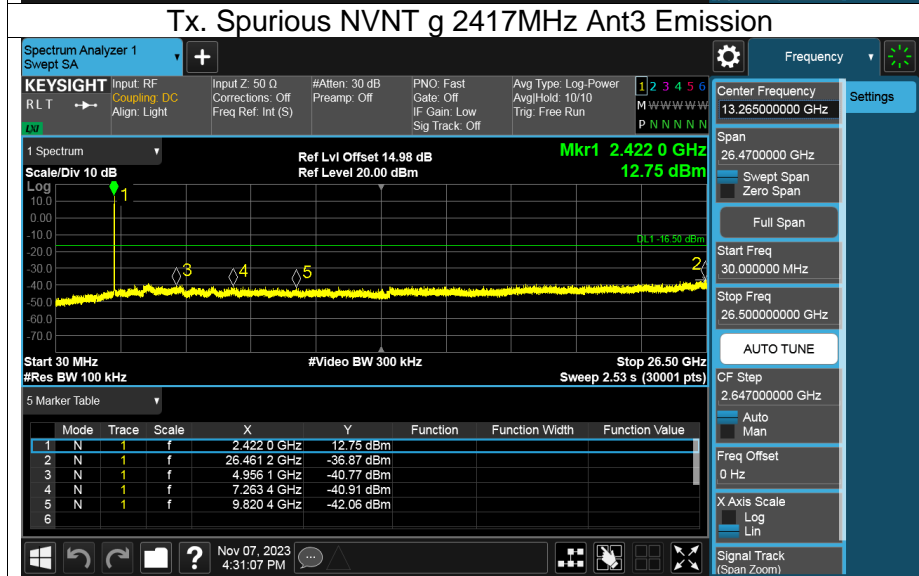 Tx. Spurious NVNT g 2417MHz Ant3 Emission
Spectrum Analyzer 1
Swept SA
+
Frequency
KEYSIGHT
RLT
LXI
Input: RF
Coupling: DC
Align: Light
Input Z: 50 Ω
Corrections: Off
Freq Ref: Int (S)
#Atten: 30 dB
Preamp: Off
PNO: Fast
Gate: Off
IF Gain: Low
Sig Track: Off
Avg Type: Log-Power
Avg|Hold: 10/10
Trig: Free Run
1 2 3 4 5 6
M W W W W W
P N N N N N
1 Spectrum
Scale/Div 10 dB
Ref Lvl Offset 14.98 dB
Ref Level 20.00 dBm
Mkr1 2.422 0 GHz
12.75 dBm
Log
10.0
0.00
-10.0
-20.0
-30.0
-40.0
-50.0
-60.0
-70.0
1
3
4
5
2
DL1 -16.50 dBm
Start 30 MHz
#Res BW 100 kHz
#Video BW 300 kHz
Stop 26.50 GHz
Sweep 2.53 s (30001 pts)
5 Marker Table
Mode Trace Scale X Y Function Function Width Function Value
1 N 1 f 2.422 0 GHz 12.75 dBm
2 N 1 f 26.461 2 GHz -36.87 dBm
3 N 1 f 4.956 1 GHz -40.77 dBm
4 N 1 f 7.263 4 GHz -40.91 dBm
5 N 1 f 9.820 4 GHz -42.06 dBm
6
Nov 07, 2023
4:31:07 PM
?
Center Frequency
13.265000000 GHz
Span
26.4700000 GHz
Swept Span
Zero Span
Full Span
Start Freq
30.000000 MHz
Stop Freq
26.500000000 GHz
AUTO TUNE
CF Step
2.647000000 GHz
Auto
Man
Freq Offset
0 Hz
X Axis Scale
Log
Lin
Signal Track
(Span Zoom)
Settings